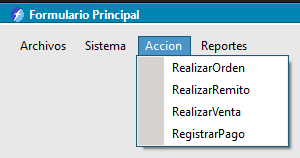 Formulario Principal
Archivos Sistema Accion Reportes
RealizarOrden
RealizarRemito
RealizarVenta
RegistrarPago